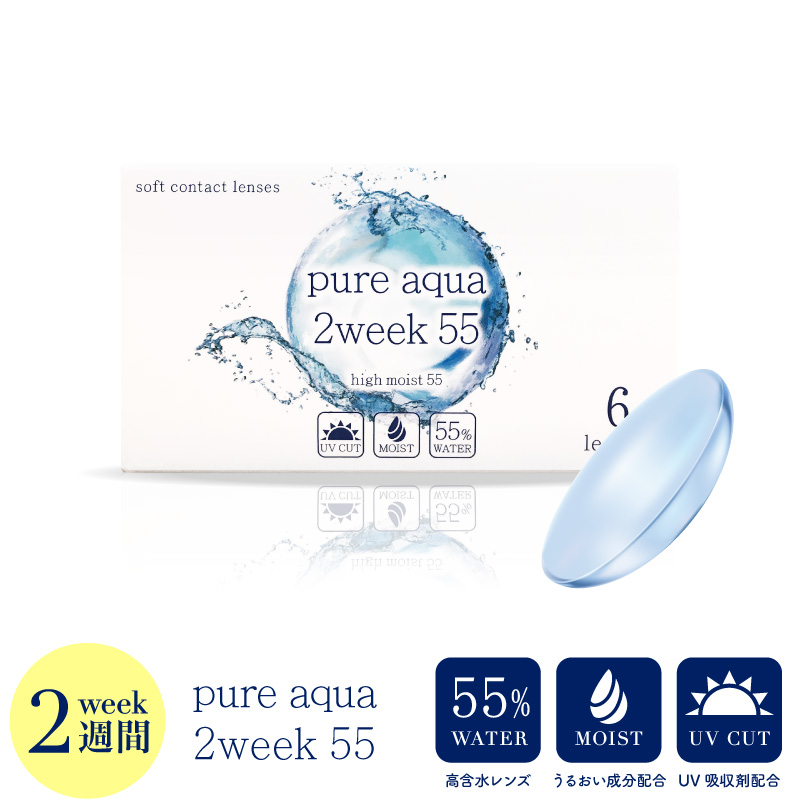 soft contact lenses
pure aqua
2week 55
high moist 55
UV CUT
MOIST
55%
WATER
6
2 week
週間
pure aqua
2week 55
55%
WATER
高含水レンズ
MOIST
うるおい成分配合
UV CUT
UV 吸収剤配合